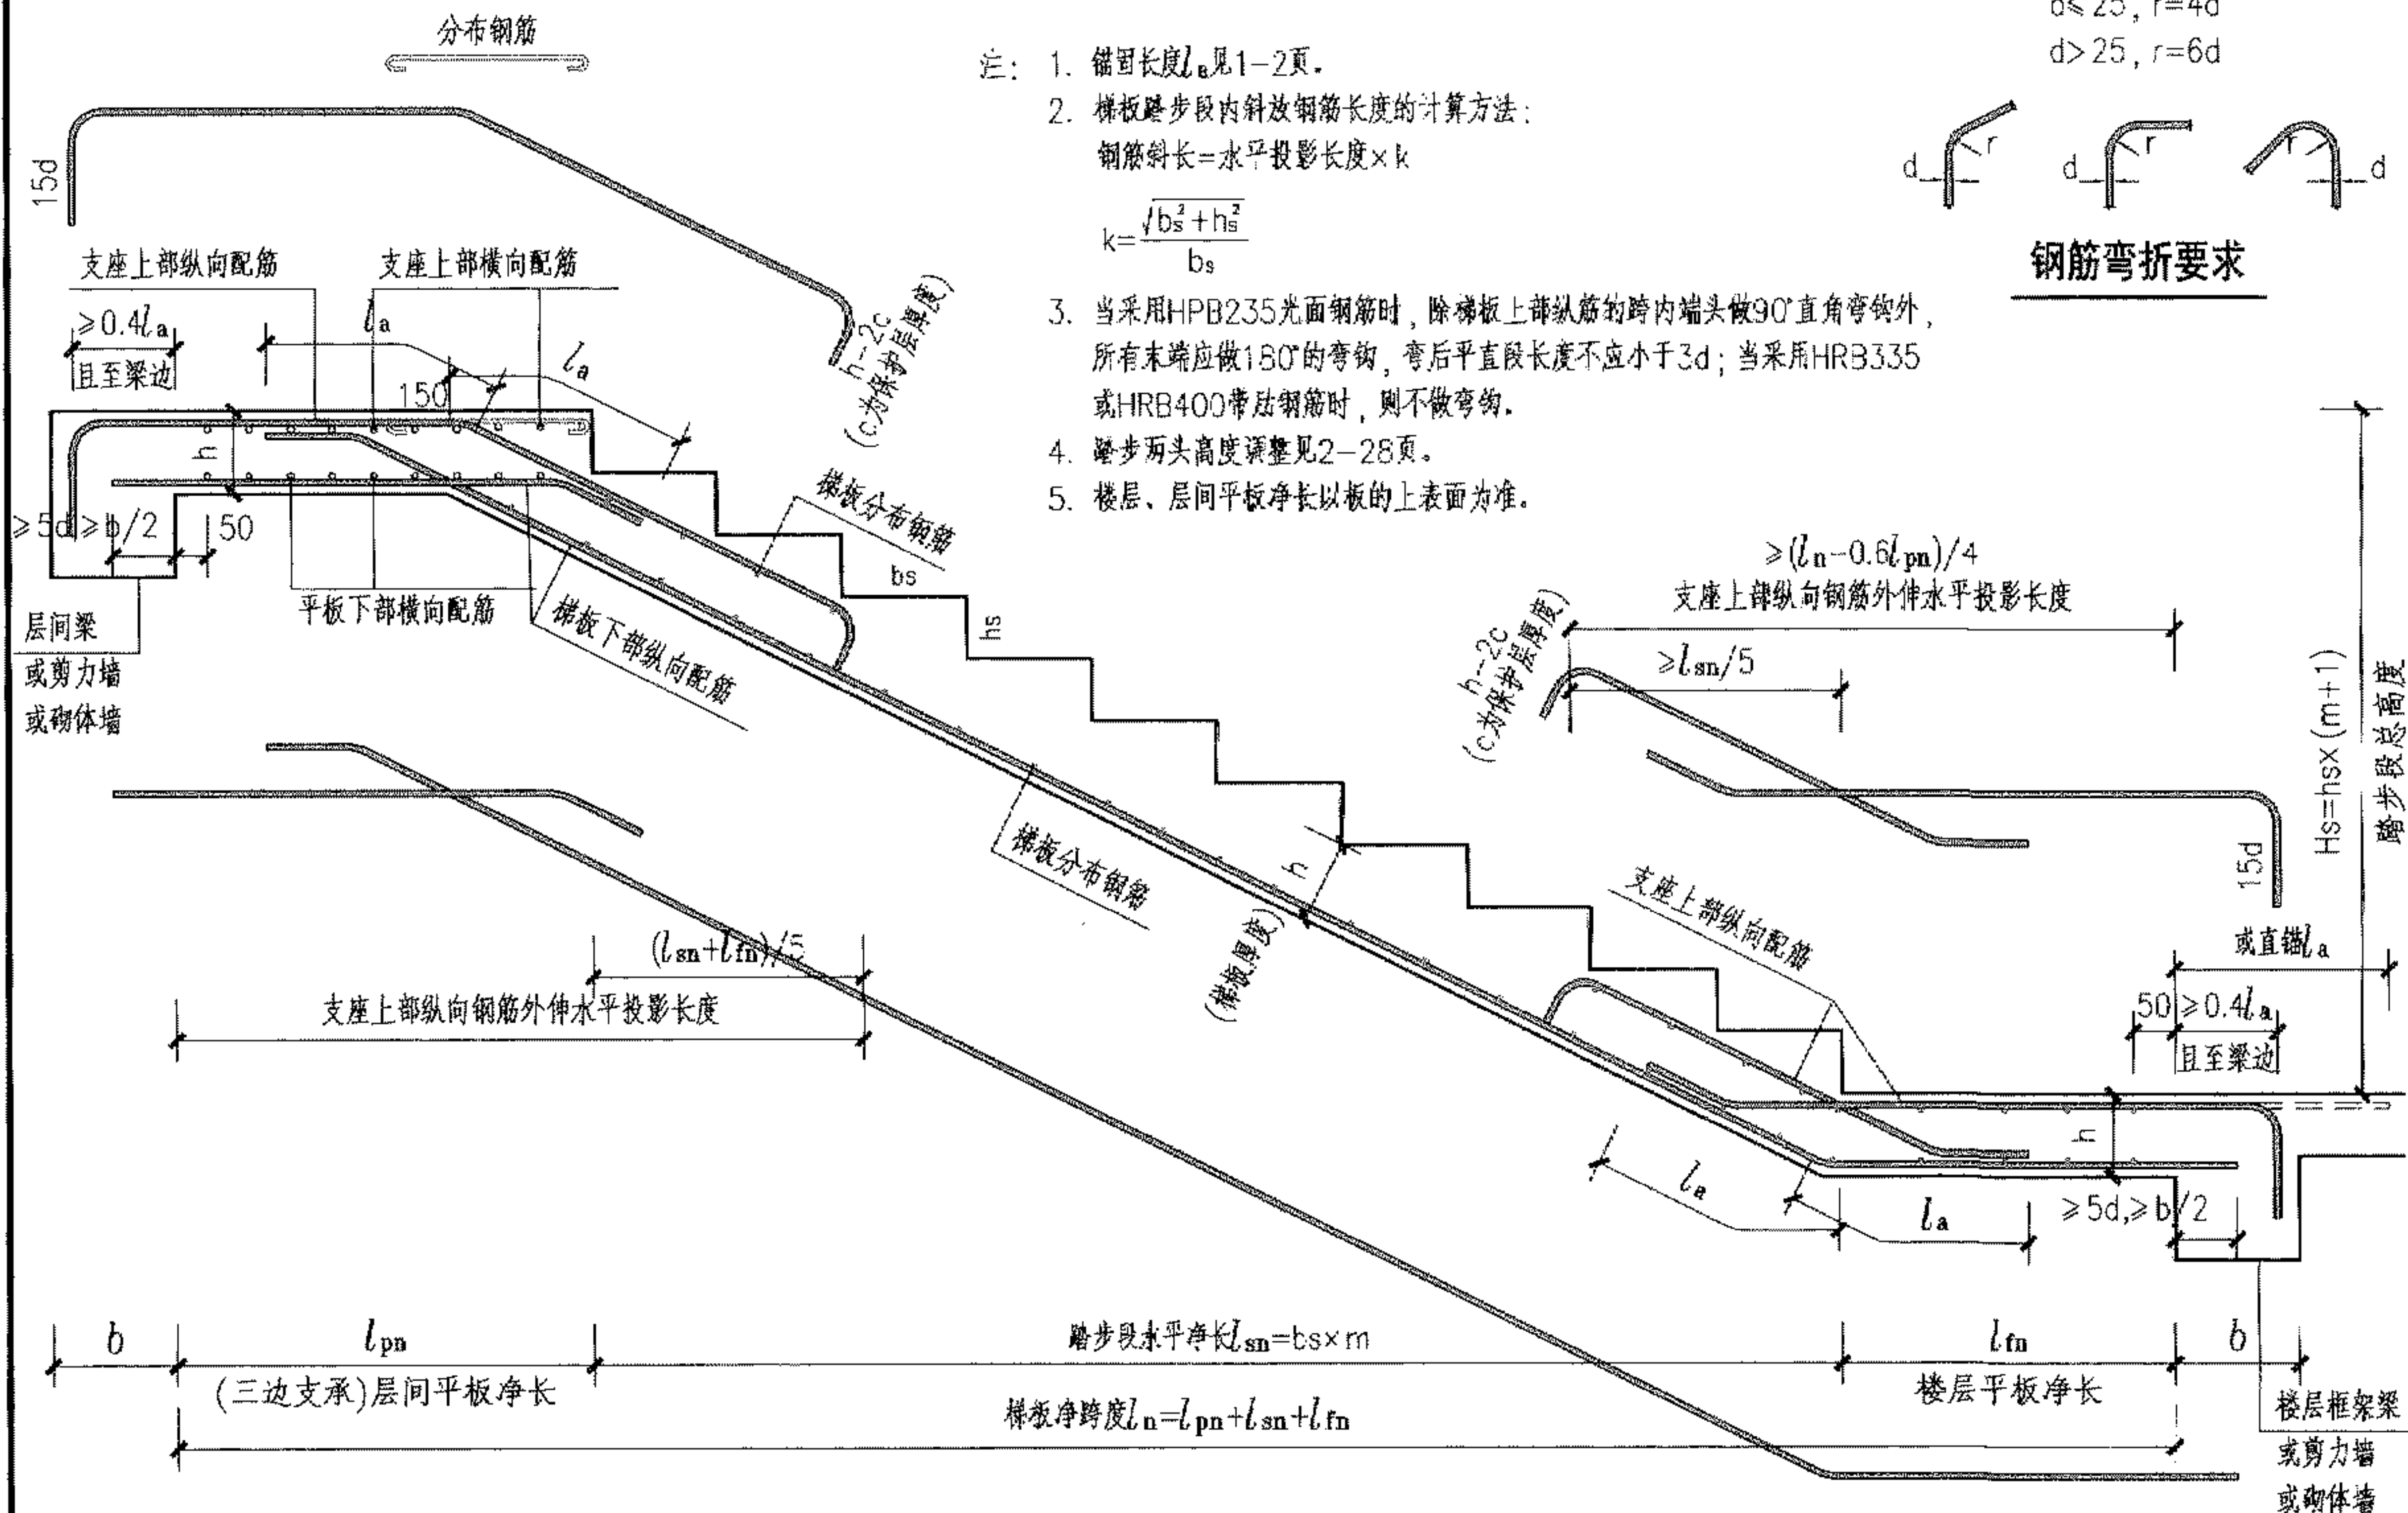 分布钢筋
15d
注: 1. 锚固长度la见1-2页。
2. 梯板踏步段内斜放钢筋长度的计算方法:
钢筋斜长=水平投影长度×k
k=√(bs²+hs²)/bs
3. 当采用HPB235光面钢筋时,除梯板上部纵筋的跨内端头做90°直角弯钩外,
所有末端应做180°的弯钩,弯后平直段长度不应小于3d;当采用HRB335
或HRB400带肋钢筋时,则不做弯钩。
4. 踏步两头高度调整见2-28页。
5. 楼层、层间平板净长以板的上表面为准。
d≤25, r=4d
d>25, r=6d
d r
d r
r d
钢筋弯折要求
支座上部纵向配筋
支座上部横向配筋
≥0.4la
且至梁边
la
la
150
h-2c
(c为保护层厚度)
h
≥5d≥b/2
50
层间梁
或剪力墙
或砌体墙
平板下部横向配筋
梯板下部纵向配筋
梯板分布钢筋
bs
hs
≥(ln-0.6lpn)/4
支座上部纵向钢筋外伸水平投影长度
≥lsn/5
h-2c
(c为保护层厚度)
Hs=hs×(m+1)
踏步段总高度
15d
或直锚la
梯板分布钢筋
h
(梯板厚度)
支座上部纵向配筋
(lsn+lfn)/5
支座上部纵向钢筋外伸水平投影长度
50
≥0.4la
且至梁边
h
la
la
≥5d,≥b/2
b
lpn
(三边支承)层间平板净长
踏步段水平净长lsn=bs×m
lfn
楼层平板净长
b
梯板净跨度ln=lpn+lsn+lfn
楼层框架梁
或剪力墙
或砌体墙